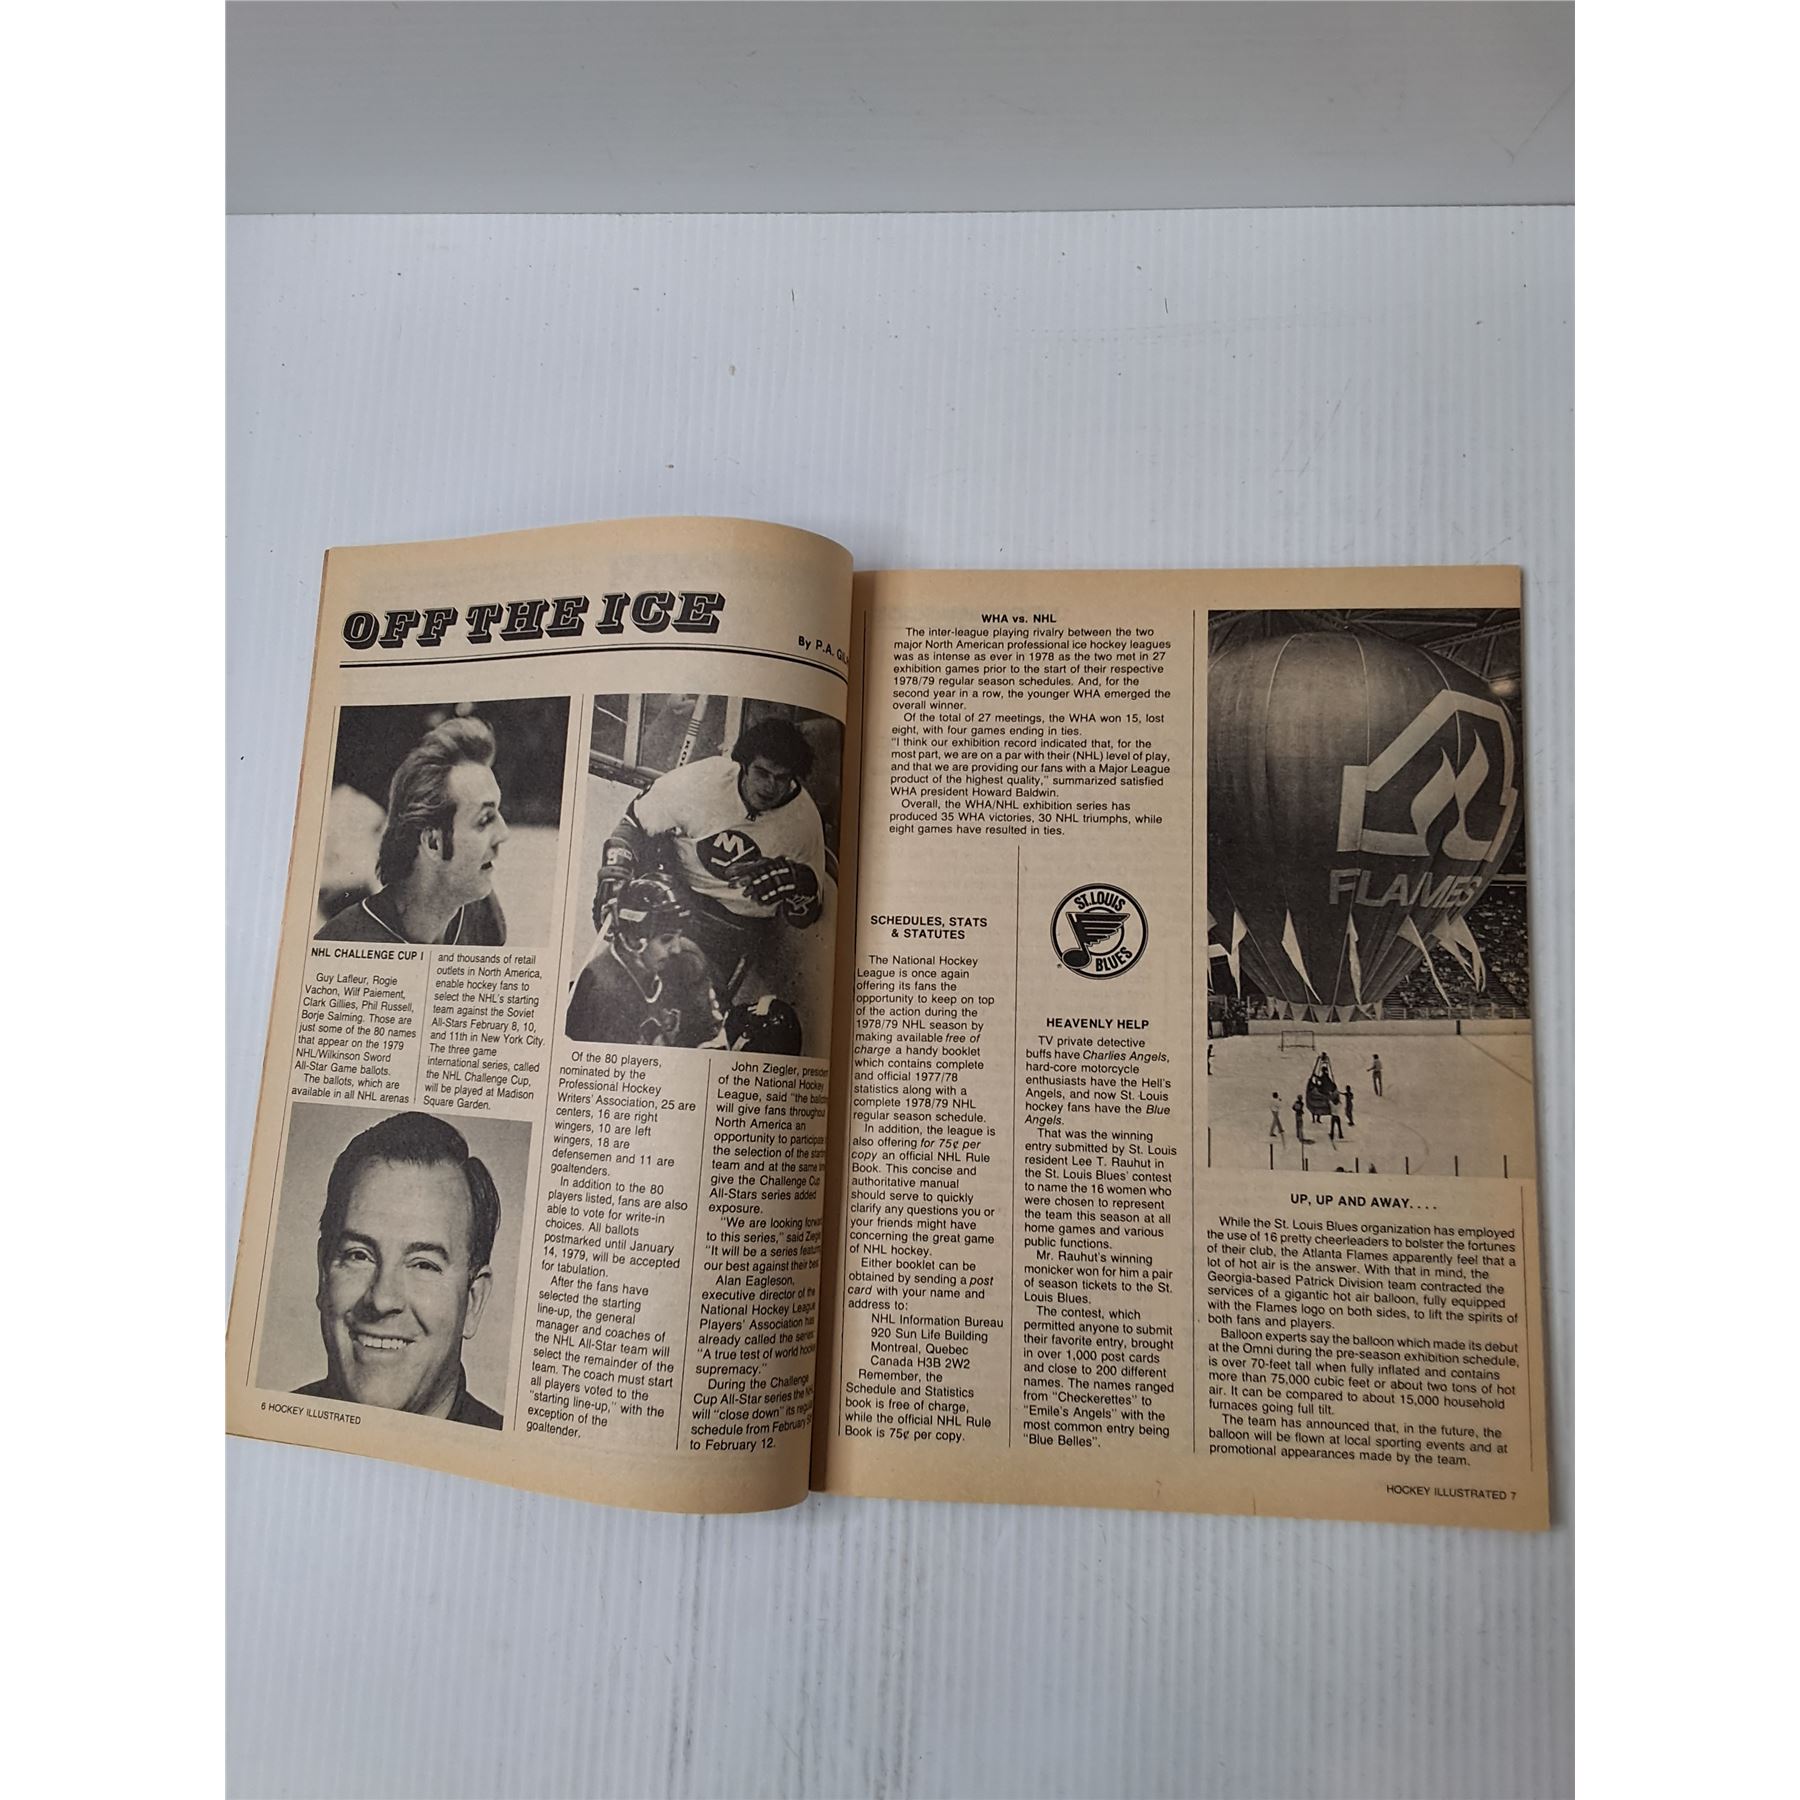 OFF THE ICE
By P.A.
NHL CHALLENGE CUP I
Guy Lafleur, Rogie
Vachon, Wilf Paiement,
Clark Gillies, Phil Russell,
Borje Salming. Those are
just some of the 80 names
that appear on the 1979
NHL/Wilkinson Sword
All-Star Game ballots.
The ballots, which are
available in all NHL arenas
and thousands of retail
outlets in North America,
enable hockey fans to
select the NHL's starting
team against the Soviet
All-Stars February 8, 10,
and 11th in New York City.
The three game
international series, called
the NHL Challenge Cup,
will be played at Madison
Square Garden.
Of the 80 players,
nominated by the
Professional Hockey
Writers' Association, 25 are
centers, 16 are right
wingers, 10 are left
wingers, 18 are
defensemen and 11 are
goaltenders.
In addition to the 80
players listed, fans are also
able to vote for write-in
choices. All ballots
postmarked until January
14, 1979, will be accepted
for tabulation.
After the fans have
selected the starting
line-up, the general
manager and coaches of
the NHL All-Star team will
select the remainder of the
team. The coach must start
all players voted to the
"starting line-up," with the
exception of the
goaltender.
John Ziegler, president
of the National Hockey
League, said "the
will give fans throughout
North America an
opportunity to participate
the selection of the starting
team and at the same time
give the Challenge Cup
All-Stars series added
exposure.
"We are looking forward
to this series," said
"It will be a series
our best against their best
Alan Eagleson,
executive director of the
National Hockey League
Players' Association has
already called the series
"A true test of world hockey
supremacy."
During the Challenge
Cup All-Star series the NHL
will "close down" its
schedule from February
to February 12.
6 HOCKEY ILLUSTRATED
WHA vs. NHL
The inter-league playing rivalry between the two
major North American professional ice hockey leagues
was as intense as ever in 1978 as the two met in 27
exhibition games prior to the start of their respective
1978/79 regular season schedules. And, for the
second year in a row, the younger WHA emerged the
overall winner.
Of the total of 27 meetings, the WHA won 15, lost
eight, with four games ending in ties.
"I think our exhibition record indicated that, for the
most part, we are on a par with their (NHL) level of play,
and that we are providing our fans with a Major League
product of the highest quality," summarized satisfied
WHA president Howard Baldwin.
Overall, the WHA/NHL exhibition series has
produced 35 WHA victories, 30 NHL triumphs, while
eight games have resulted in ties.
SCHEDULES, STATS
& STATUTES
The National Hockey
League is once again
offering its fans the
opportunity to keep on top
of the action during the
1978/79 NHL season by
making available free of
charge a handy booklet
which contains complete
and official 1977/78
statistics along with a
complete 1978/79 NHL
regular season schedule.
In addition, the league is
also offering for 75¢ per
copy an official NHL Rule
Book. This concise and
authoritative manual
should serve to quickly
clarify any questions you or
your friends might have
concerning the great game
of NHL hockey.
Either booklet can be
obtained by sending a post
card with your name and
address to:
NHL Information Bureau
920 Sun Life Building
Montreal, Quebec
Canada H3B 2W2
Remember, the
Schedule and Statistics
book is free of charge,
while the official NHL Rule
Book is 75¢ per copy.
ST. LOUIS
BLUES
HEAVENLY HELP
TV private detective
buffs have Charlies Angels,
hard-core motorcycle
enthusiasts have the Hell's
Angels, and now St. Louis
hockey fans have the Blue
Angels.
That was the winning
entry submitted by St. Louis
resident Lee T. Rauhut in
the St. Louis Blues' contest
to name the 16 women who
were chosen to represent
the team this season at all
home games and various
public functions.
Mr. Rauhut's winning
monicker won for him a pair
of season tickets to the St.
Louis Blues.
The contest, which
permitted anyone to submit
their favorite entry, brought
in over 1,000 post cards
and close to 200 different
names. The names ranged
from "Checkerettes" to
"Emile's Angels" with the
most common entry being
"Blue Belles".
FLAMES
UP, UP AND AWAY. . . .
While the St. Louis Blues organization has employed
the use of 16 pretty cheerleaders to bolster the fortunes
of their club, the Atlanta Flames apparently feel that a
lot of hot air is the answer. With that in mind, the
Georgia-based Patrick Division team contracted the
services of a gigantic hot air balloon, fully equipped
with the Flames logo on both sides, to lift the spirits of
both fans and players.
Balloon experts say the balloon which made its debut
at the Omni during the pre-season exhibition schedule,
is over 70-feet tall when fully inflated and contains
more than 75,000 cubic feet or about two tons of hot
air. It can be compared to about 15,000 household
furnaces going full tilt.
The team has announced that, in the future, the
balloon will be flown at local sporting events and at
promotional appearances made by the team.
HOCKEY ILLUSTRATED 7